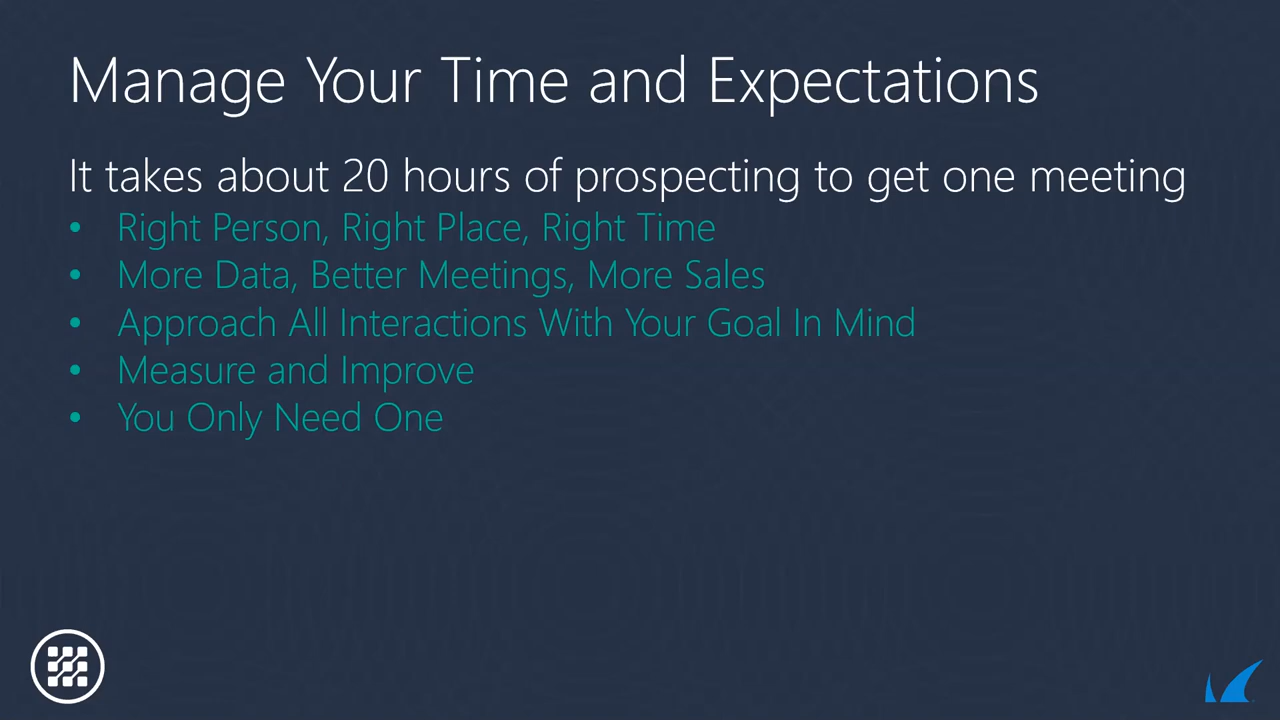 Manage Your Time and Expectations
It takes about 20 hours of prospecting to get one meeting
• Right Person, Right Place, Right Time
• More Data, Better Meetings, More Sales
• Approach All Interactions With Your Goal In Mind
• Measure and Improve
• You Only Need One